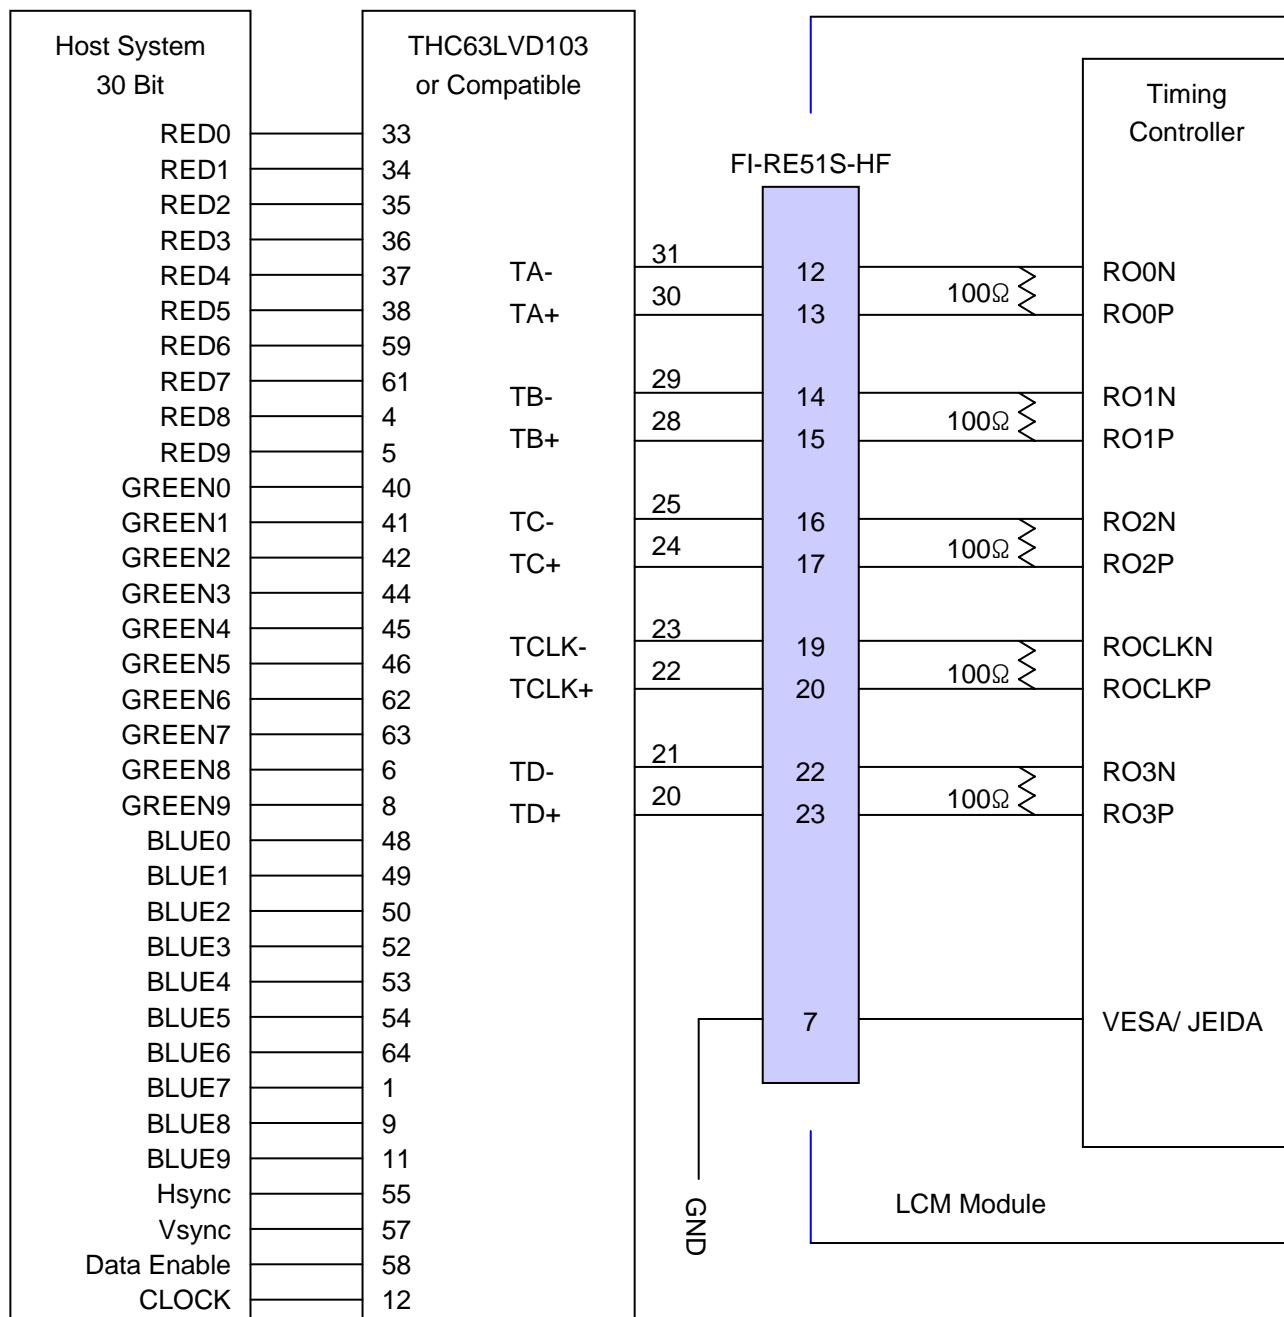 Host System
30 Bit
RED0
RED1
RED2
RED3
RED4
RED5
RED6
RED7
RED8
RED9
GREEN0
GREEN1
GREEN2
GREEN3
GREEN4
GREEN5
GREEN6
GREEN7
GREEN8
GREEN9
BLUE0
BLUE1
BLUE2
BLUE3
BLUE4
BLUE5
BLUE6
BLUE7
BLUE8
BLUE9
Hsync
Vsync
Data Enable
CLOCK
THC63LVD103
or Compatible
33
34
35
36
37
38
59
61
4
5
40
41
42
44
45
46
62
63
6
8
48
49
50
52
53
54
64
1
9
11
55
57
58
12
TA-
TA+
TB-
TB+
TC-
TC+
TCLK-
TCLK+
TD-
TD+
31
30
29
28
25
24
23
22
21
20
FI-RE51S-HF
12
13
14
15
16
17
19
20
22
23
7
GND
100Ω
100Ω
100Ω
100Ω
100Ω
Timing
Controller
RO0N
RO0P
RO1N
RO1P
RO2N
RO2P
ROCLKN
ROCLKP
RO3N
RO3P
VESA/ JEIDA
LCM Module